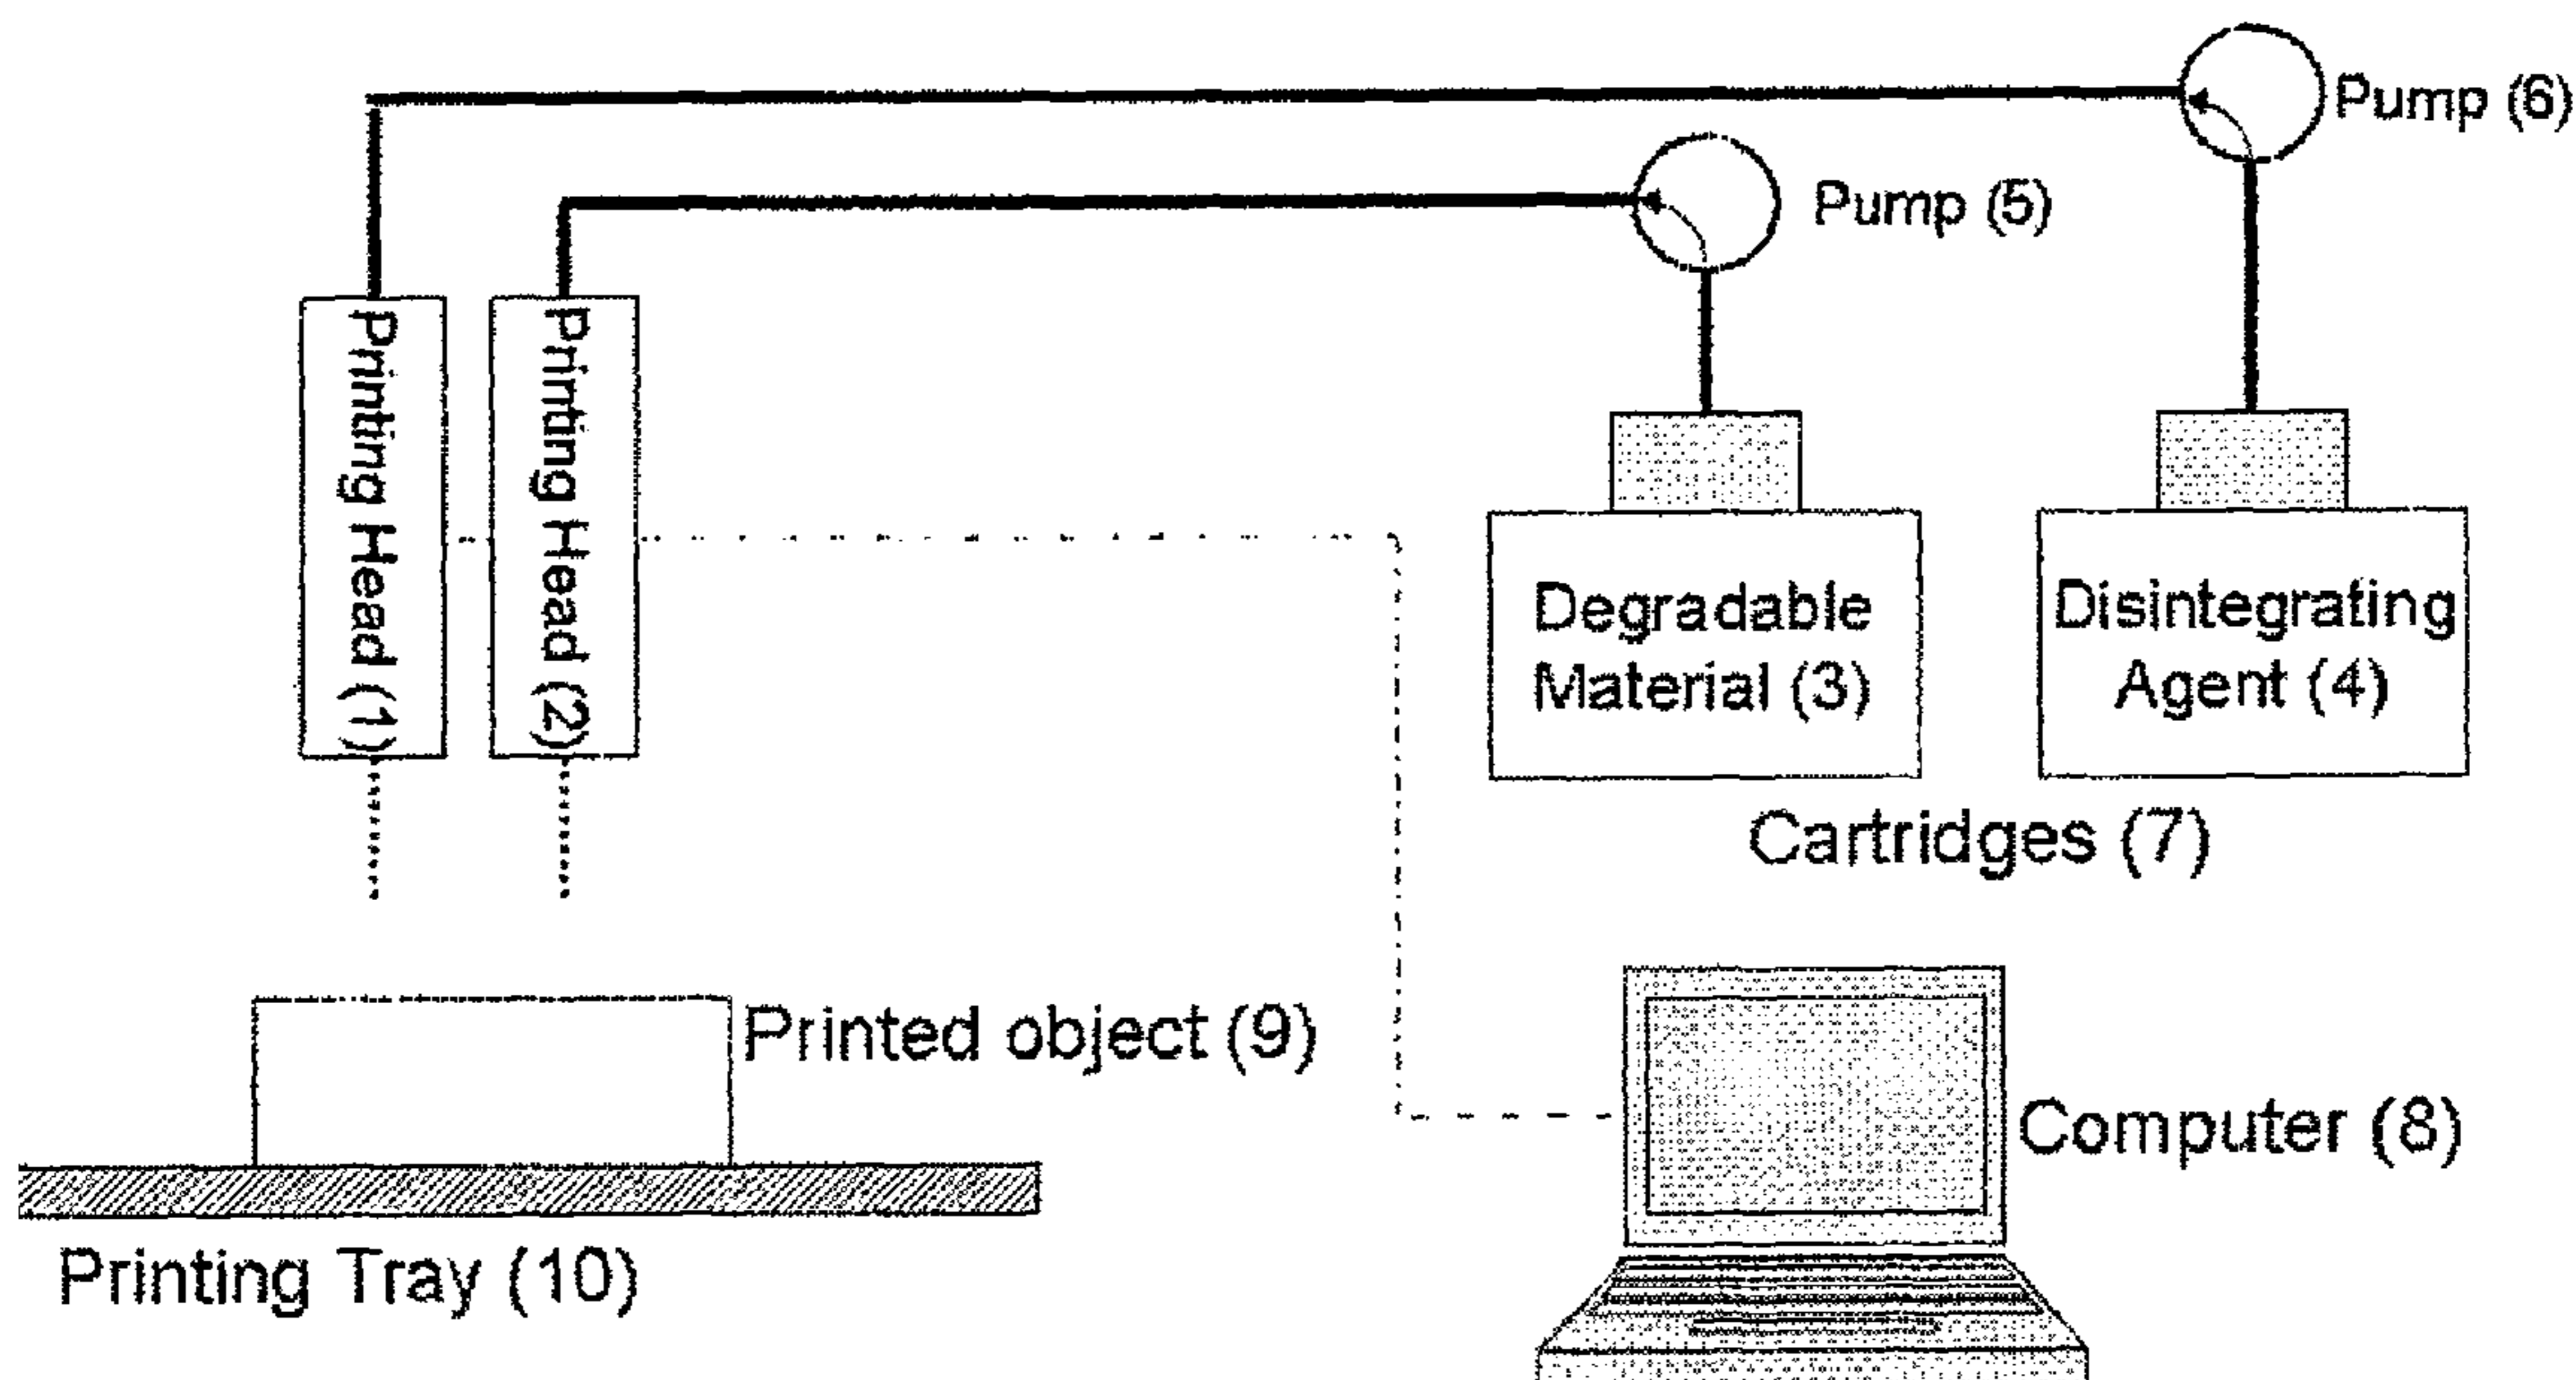 Pump (6)
Pump (5)
Printing Head (1)
Printing Head (2)
Degradable
Material (3)
Disintegrating
Agent (4)
Cartridges (7)
Printed object (9)
Computer (8)
Printing Tray (10)